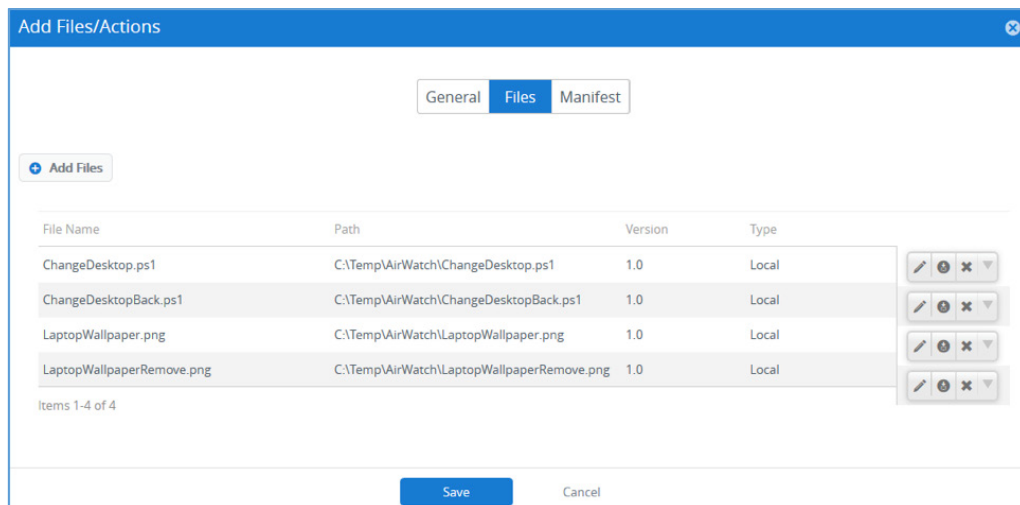 Add Files/Actions
General Files Manifest
Add Files
File Name Path Version Type
ChangeDesktop.ps1 C:\Temp\AirWatch\ChangeDesktop.ps1 1.0 Local
ChangeDesktopBack.ps1 C:\Temp\AirWatch\ChangeDesktopBack.ps1 1.0 Local
LaptopWallpaper.png C:\Temp\AirWatch\LaptopWallpaper.png 1.0 Local
LaptopWallpaperRemove.png C:\Temp\AirWatch\LaptopWallpaperRemove.png 1.0 Local
Items 1-4 of 4
Save Cancel